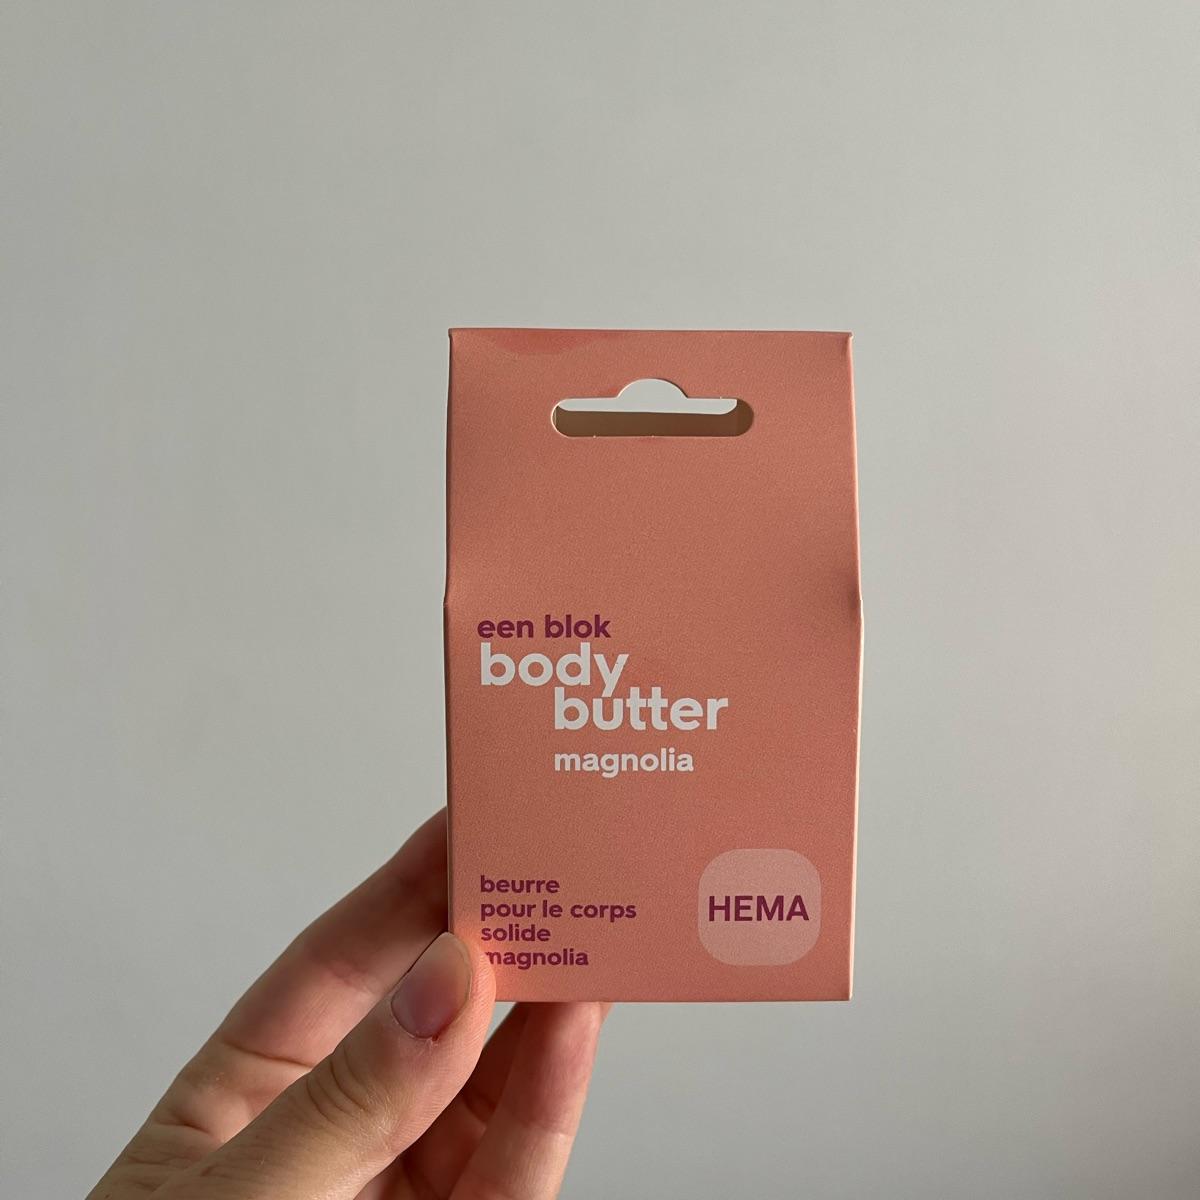 een blok
body
butter
magnolia
beurre
pour le corps
solide
magnolia
HEMA